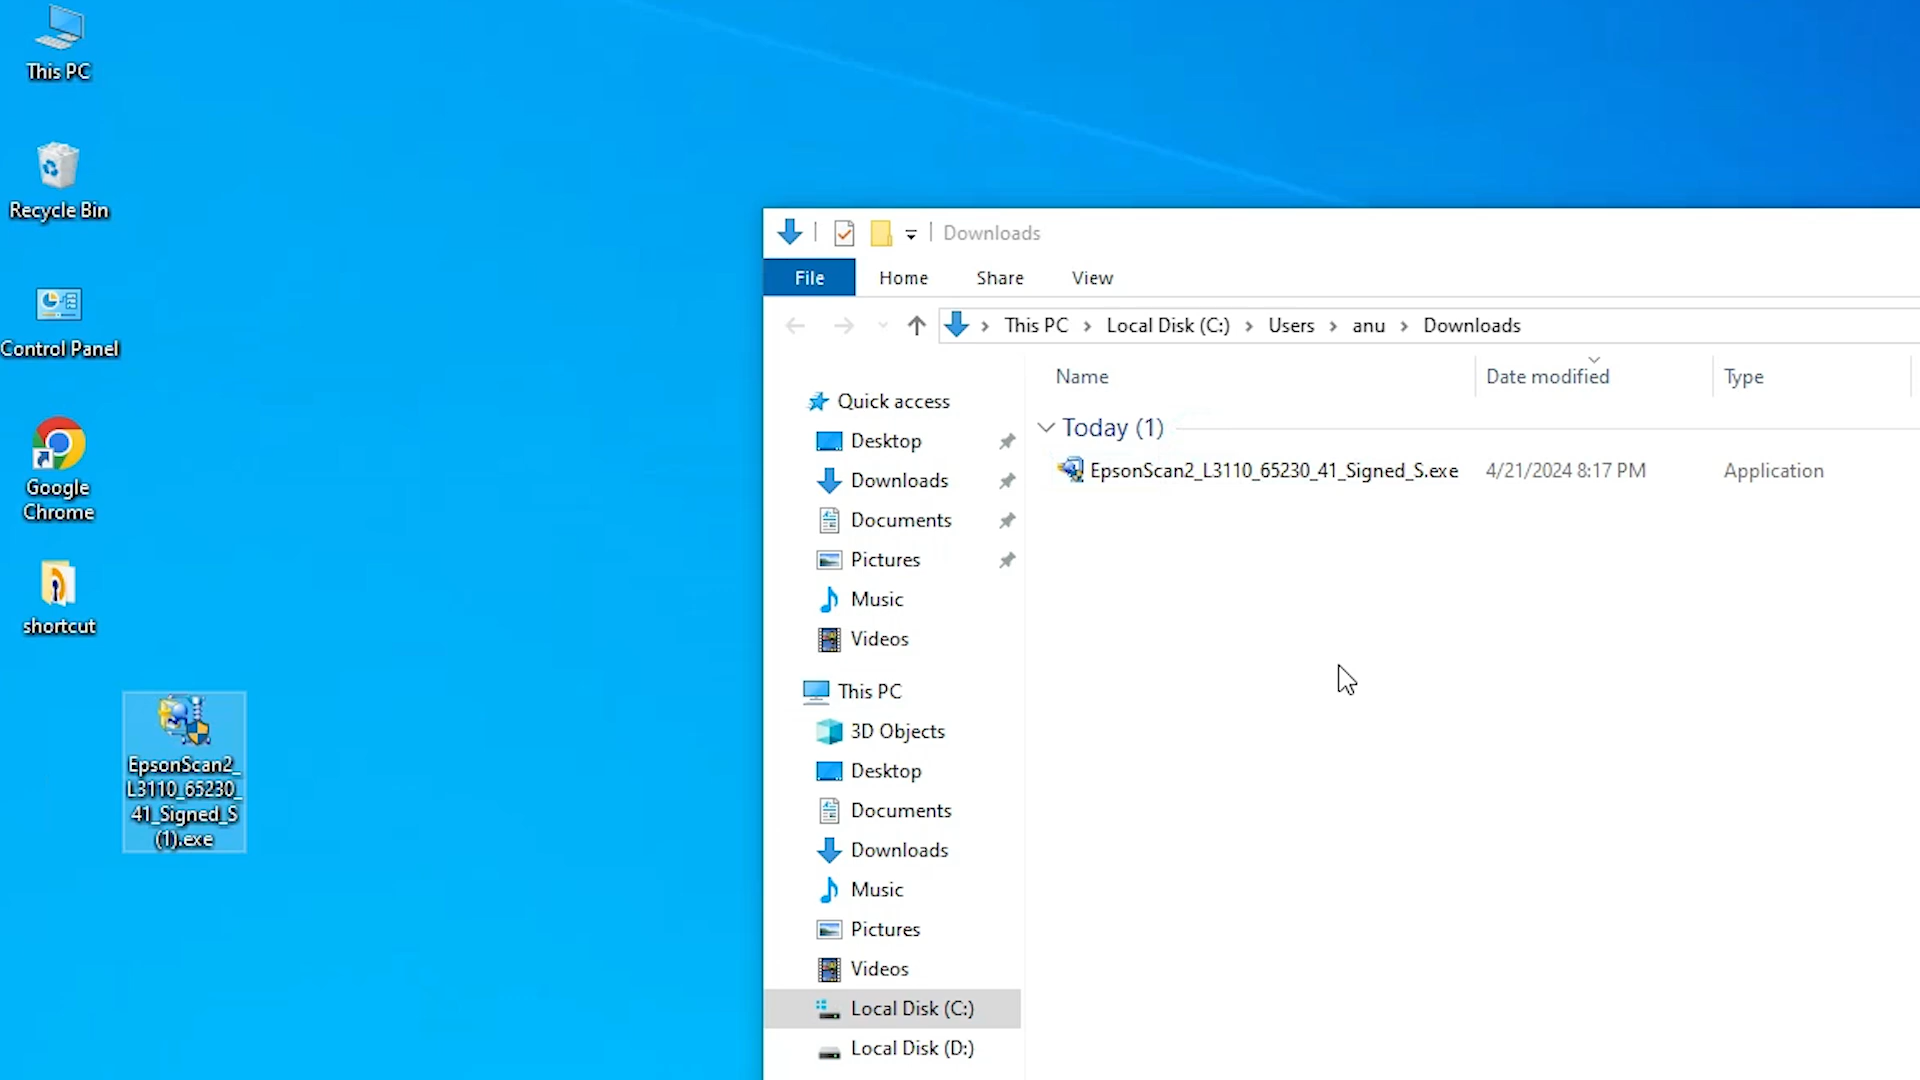 This PC
Recycle Bin
Control Panel
Google
Chrome
shortcut
EpsonScan2_
L3110_65230_
41_Signed_S
(1).exe
Downloads
File Home Share View
This PC Local Disk (C:) Users anu Downloads
Name Date modified Type
Quick access
Desktop
Downloads
Documents
Pictures
Music
Videos
This PC
3D Objects
Desktop
Documents
Downloads
Music
Pictures
Videos
Local Disk (C:)
Local Disk (D:)
Today (1)
EpsonScan2_L3110_65230_41_Signed_S.exe 4/21/2024 8:17 PM Application